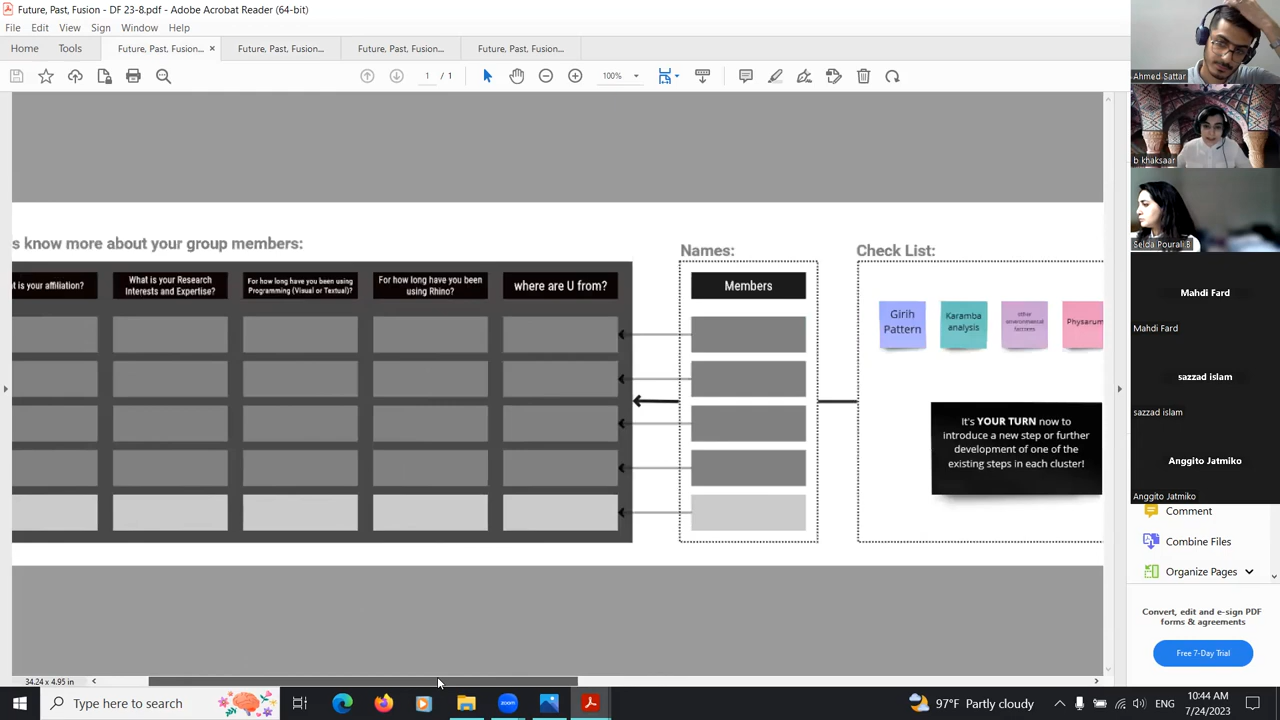 Future, Past, Fusion - DF 23-8.pdf - Adobe Acrobat Reader (64-bit)
File Edit View Sign Window Help
Home Tools Future, Past, Fusion... × Future, Past, Fusion... Future, Past, Fusion... Future, Past, Fusion...
1 / 1 100%
s know more about your group members:
t is your affiliation?
What is your Research
Interests and Expertise?
For how long have you been using
Programming (Visual or Textual)?
For how long have you been
using Rhino?
where are U from?
Names:
Members
Check List:
Girih
Pattern
Karamba
analysis
other
environmental
factors
Physarum
It's YOUR TURN now to
introduce a new step or further
development of one of the
existing steps in each cluster!
34.24 x 4.95 in
Ahmed Sattar
b khaksaar
Selda Pourali B
Mahdi Fard
Mahdi Fard
sazzad islam
sazzad islam
Anggito Jatmiko
Anggito Jatmiko
Comment
Combine Files
Organize Pages
Convert, edit and e-sign PDF
forms & agreements
Free 7-Day Trial
Type here to search
zoom
97°F Partly cloudy
ENG
10:44 AM
7/24/2023